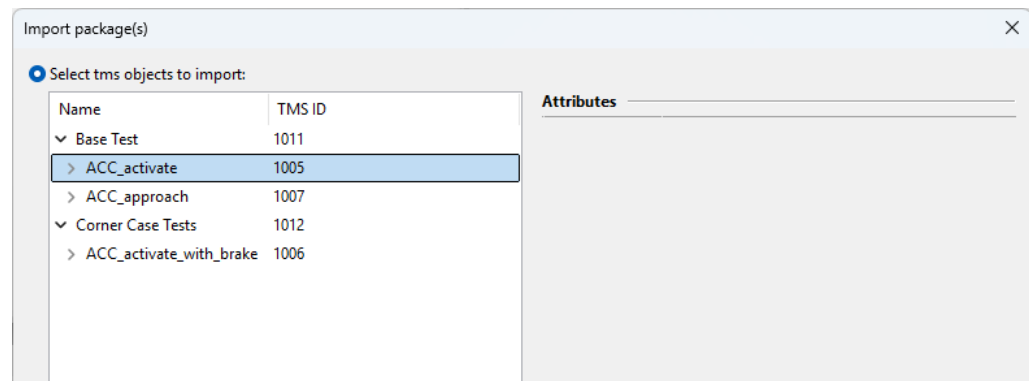 Import package(s)
Select tms objects to import:
Name TMS ID
Base Test 1011
ACC_activate 1005
ACC_approach 1007
Corner Case Tests 1012
ACC_activate_with_brake 1006
Attributes